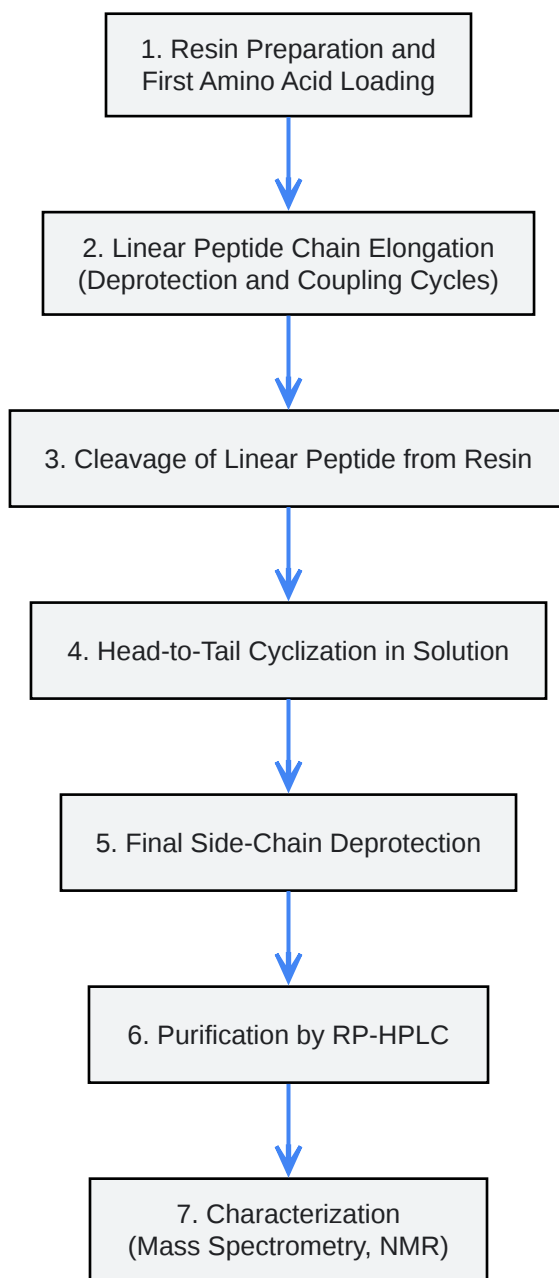 1. Resin Preparation and
First Amino Acid Loading
2. Linear Peptide Chain Elongation
(Deprotection and Coupling Cycles)
3. Cleavage of Linear Peptide from Resin
4. Head-to-Tail Cyclization in Solution
5. Final Side-Chain Deprotection
6. Purification by RP-HPLC
7. Characterization
(Mass Spectrometry, NMR)